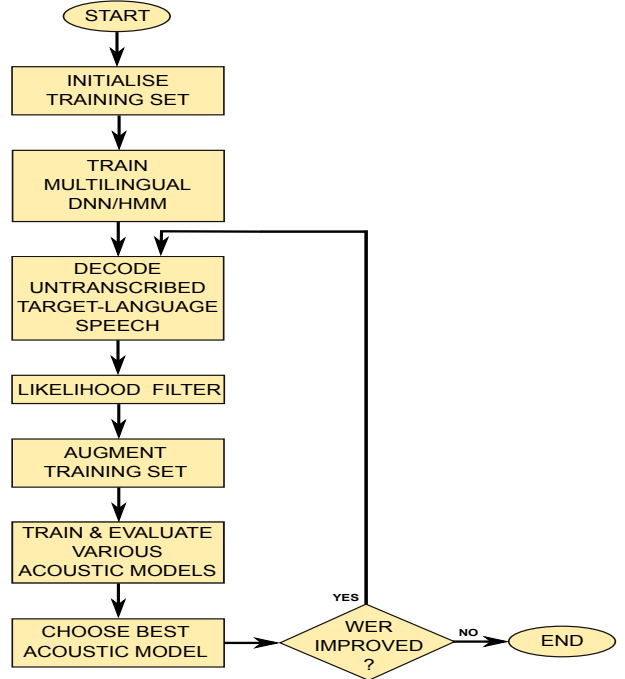 START
INITIALISE
TRAINING SET
TRAIN
MULTILINGUAL
DNN/HMM
DECODE
UNTRANSCRIBED
TARGET-LANGUAGE
SPEECH
LIKELIHOOD FILTER
AUGMENT
TRAINING SET
TRAIN & EVALUATE
VARIOUS
ACOUSTIC MODELS
CHOOSE BEST
ACOUSTIC MODEL
YES
WER
IMPROVED
?
NO
END